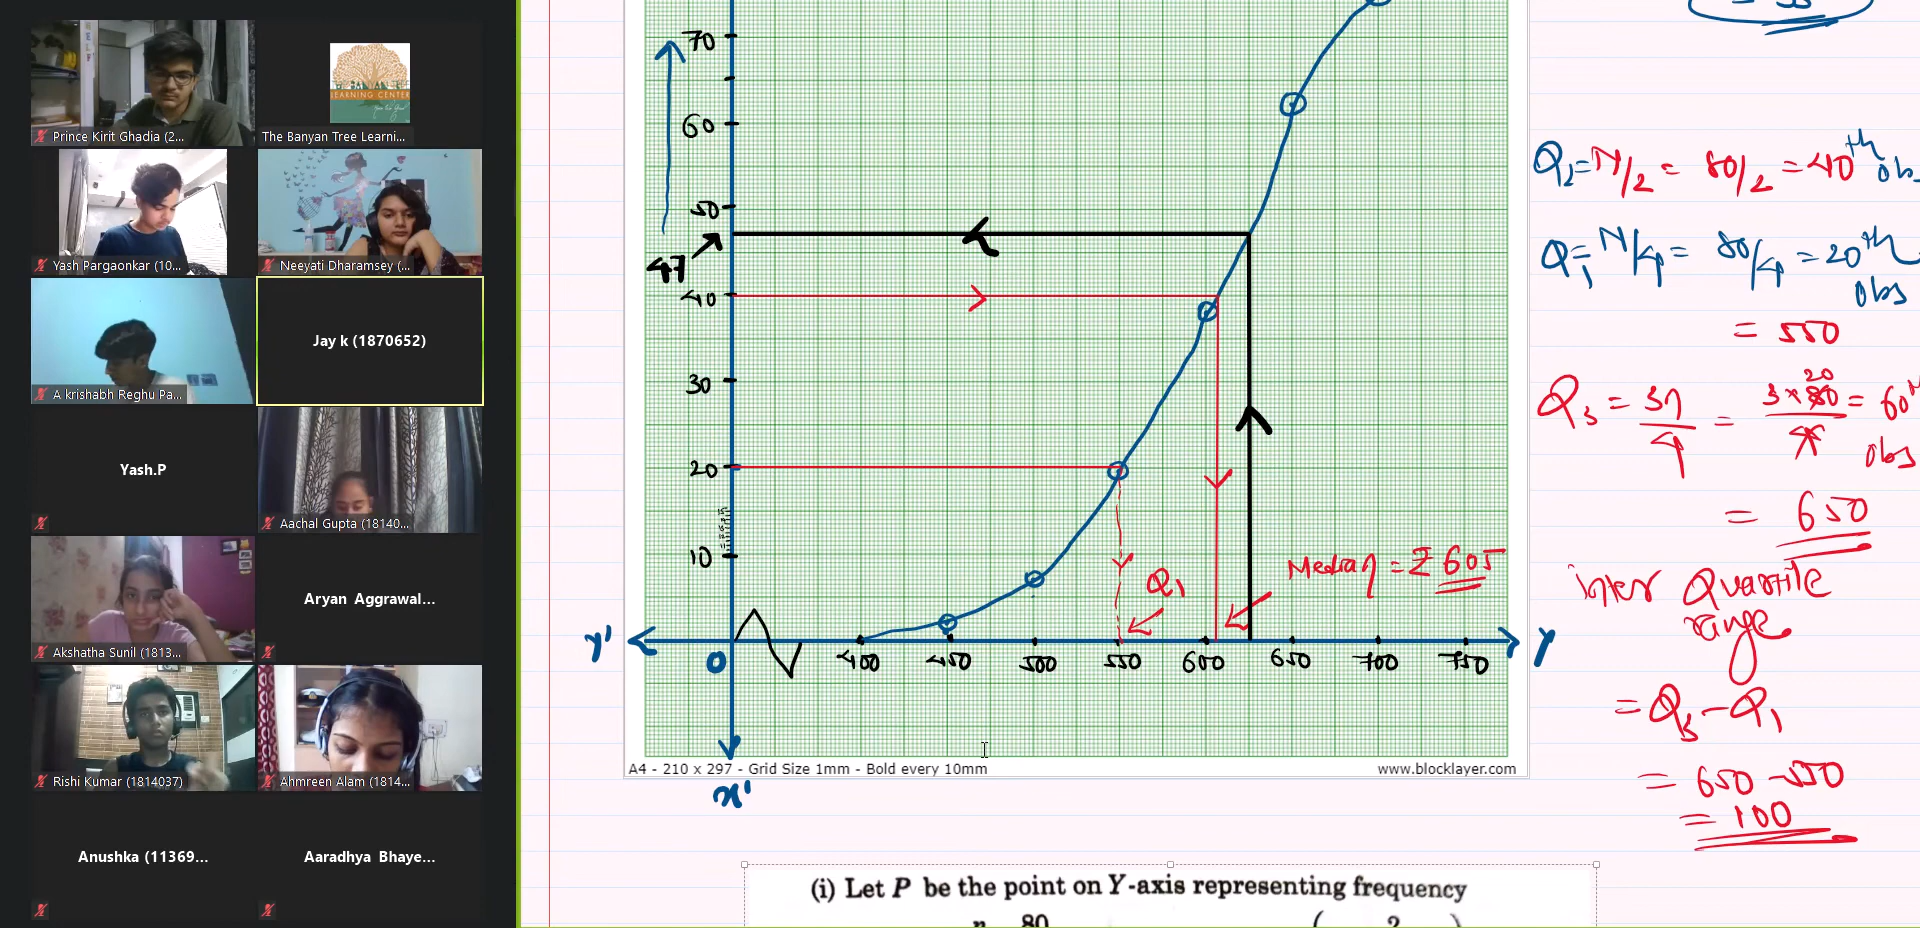 Prince Kirit Ghadia (2...
LEARNING CENTER
The Banyan Tree Learni...
Yash Pargaonkar (10...
Neeyati Dharamsey (...
A krishabh Reghu Pa...
Jay k (1870652)
Yash.P
Aachal Gupta (18140...
Akshatha Sunil (1813...
Aryan Aggrawal...
Rishi Kumar (1814037)
Ahmreen Alam (1814...
Anushka (11369...
Aaradhya Bhaye...
70
60
50
47
40
30
20
10
Y'
0
400
450
500
550
600
650
700
750
Y
x'
Q1
Median = ₹ 605
A4 - 210 x 297 - Grid Size 1mm - Bold every 10mm
www.blocklayer.com
Q2 = N/2 = 80/2 = 40th obs
Q1 = N/4 = 80/4 = 20th
obs
= 550
Q3 = 3n/4 = 3 x 80/4 = 60th
20
obs
= 650
inter Quartile
range
= Q3 - Q1
= 650 - 550
= 100
(i) Let P be the point on Y-axis representing frequency
n 80